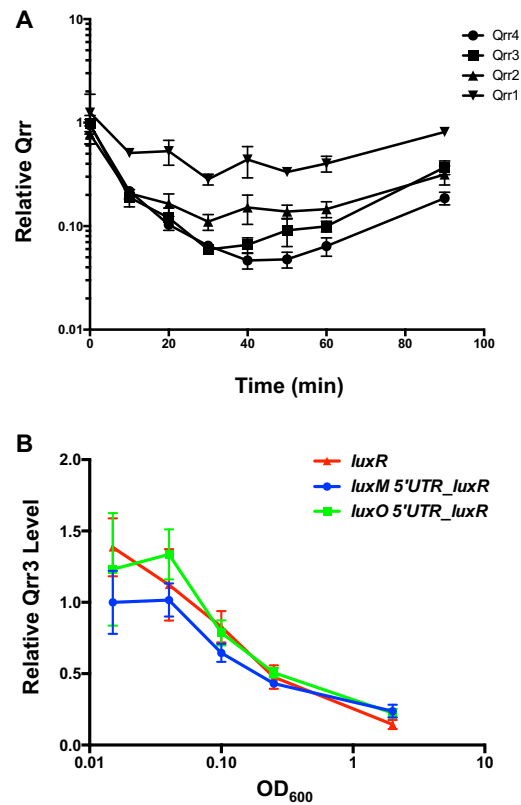 A
Relative Qrr
10
1
0.10
0.01
0
20
40
60
80
100
Time (min)
Qrr4
Qrr3
Qrr2
Qrr1
B
Relative Qrr3 Level
2.0
1.5
1.0
0.5
0.0
0.01
0.10
1
10
OD600
luxR
luxM 5'UTR_luxR
luxO 5'UTR_luxR